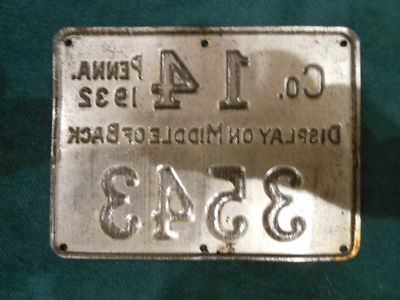 Co. 14 PENNA.
1932
DISPLAY ON MIDDLE OF BACK
3543